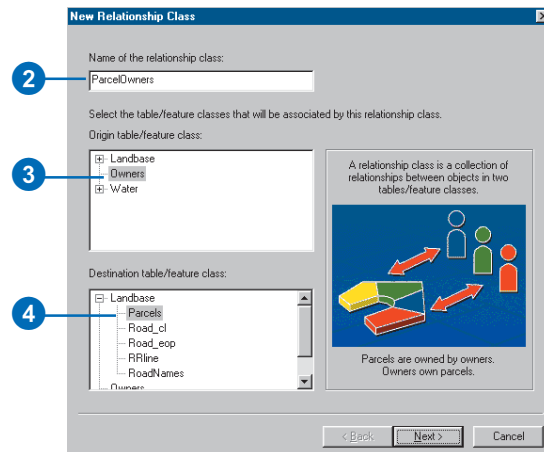 New Relationship Class
Name of the relationship class:
2
ParcelOwners
Select the table/feature classes that will be associated by this relationship class.
Origin table/feature class:
Landbase
3
Owners
Water
A relationship class is a collection of
relationships between objects in two
tables/feature classes.
Destination table/feature class:
Landbase
4
Parcels
Road_cl
Road_eop
RRline
RoadNames
Owners
Parcels are owned by owners.
Owners own parcels.
< Back
Next >
Cancel